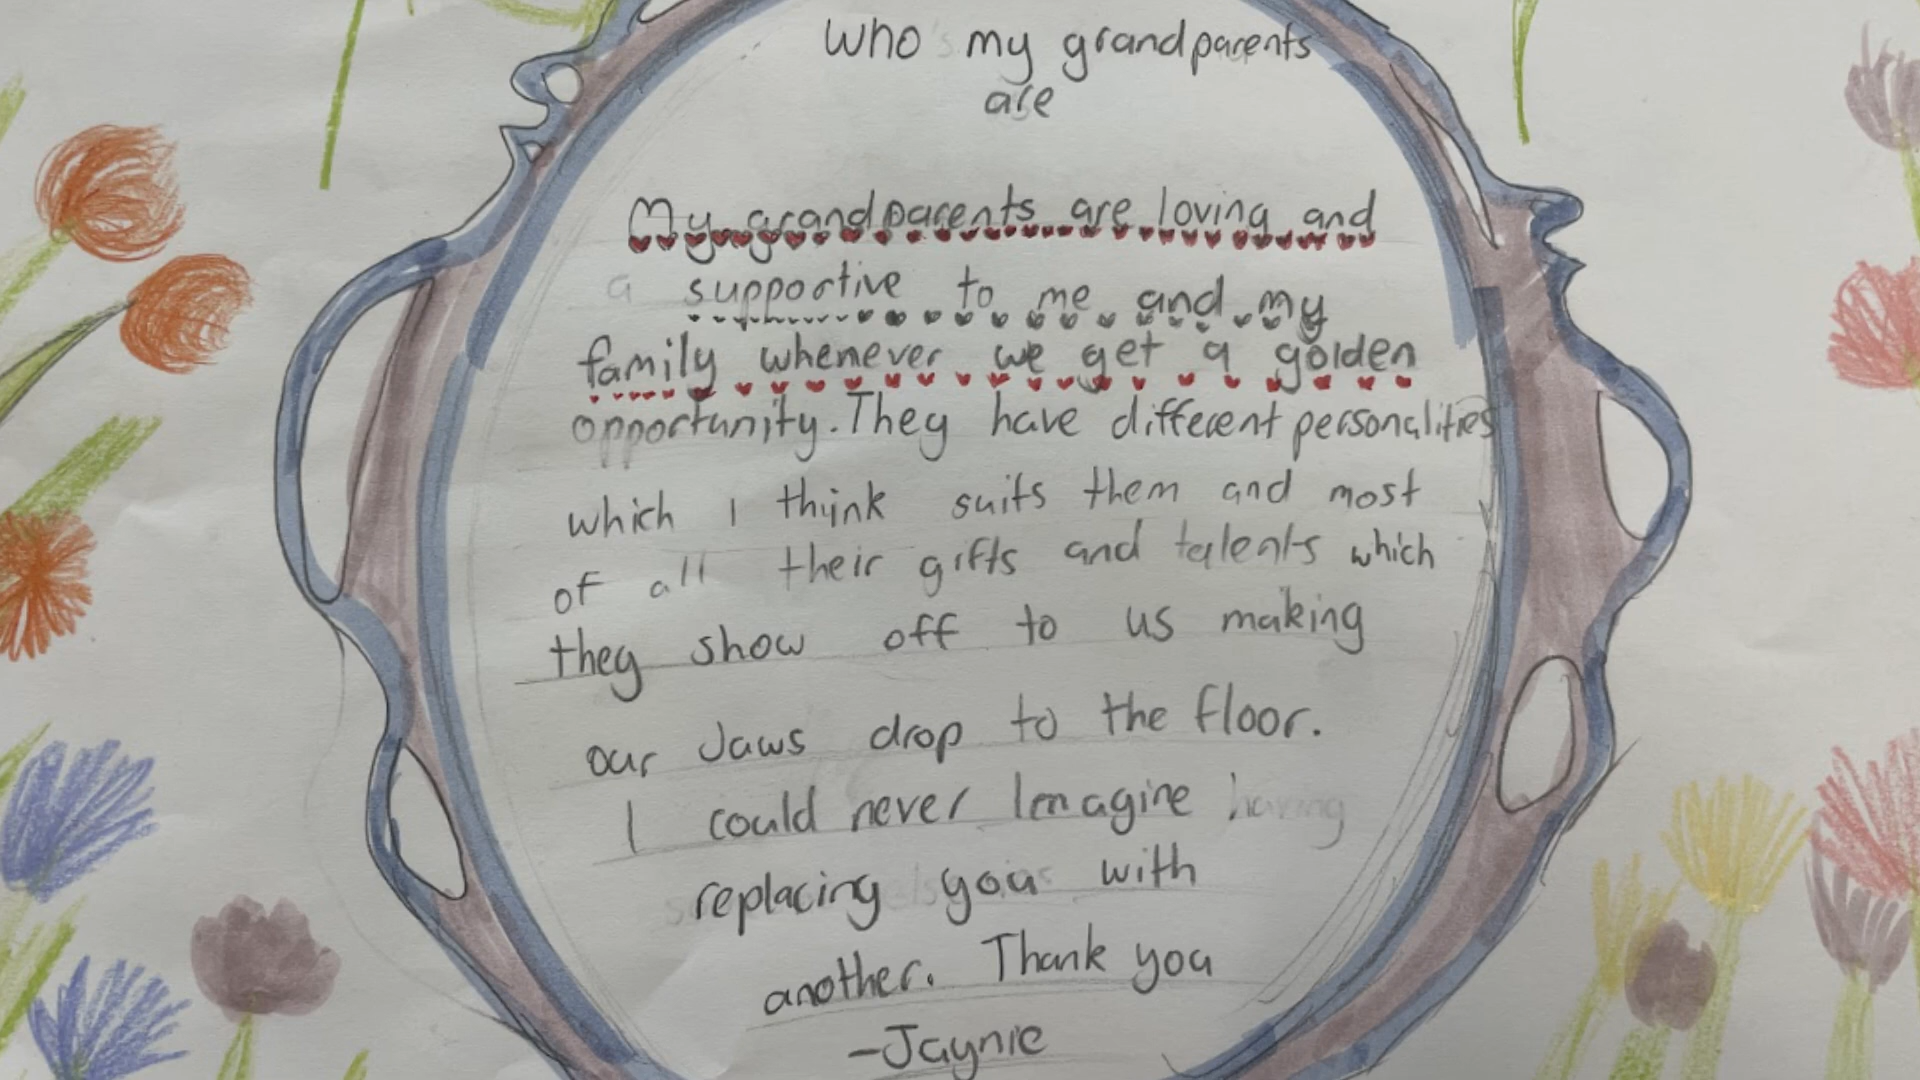 who my grandparents
are
My grandparents are loving and
supportive to me and my
family whenever we get a golden
opportunity. They have different personalities
which I think suits them and most
of all their gifts and talents which
they show off to us making
our Jaws drop to the floor.
I could never Imagine having
replacing you with
another. Thank you
-Jaynie